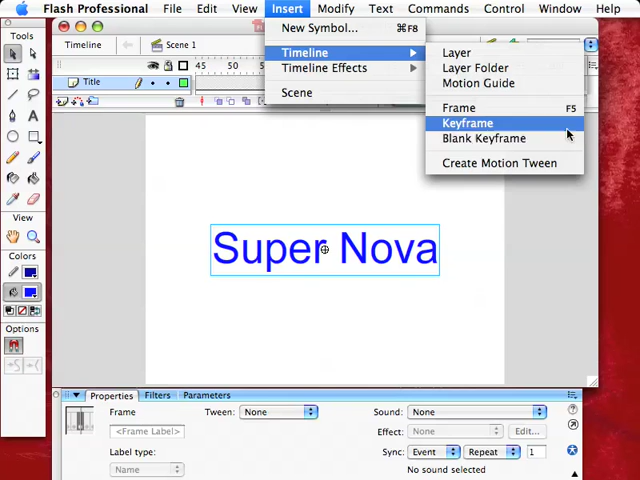 Flash Professional File Edit View Insert Modify Text Commands Control Window Help
Tools
View
Colors
Options
Timeline Scene 1
45 50
Title
New Symbol... ⌘F8
Timeline
Timeline Effects
Scene
Layer
Layer Folder
Motion Guide
Frame F5
Keyframe
Blank Keyframe
Create Motion Tween
Super Nova
Properties Filters Parameters
Frame Tween: None Sound: None
<Frame Label> Effect: None Edit...
Label type: Sync: Event Repeat 1
Name No sound selected